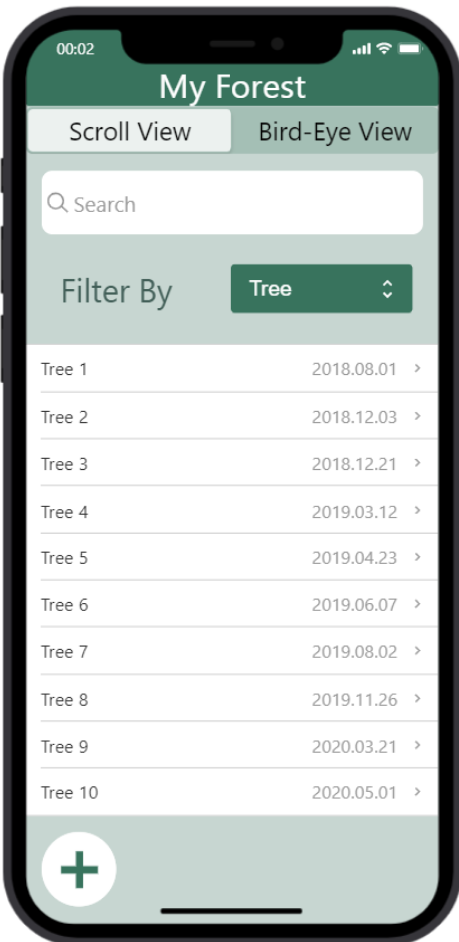 00:02
My Forest
Scroll View Bird-Eye View
Search
Filter By Tree
Tree 1 2018.08.01
Tree 2 2018.12.03
Tree 3 2018.12.21
Tree 4 2019.03.12
Tree 5 2019.04.23
Tree 6 2019.06.07
Tree 7 2019.08.02
Tree 8 2019.11.26
Tree 9 2020.03.21
Tree 10 2020.05.01